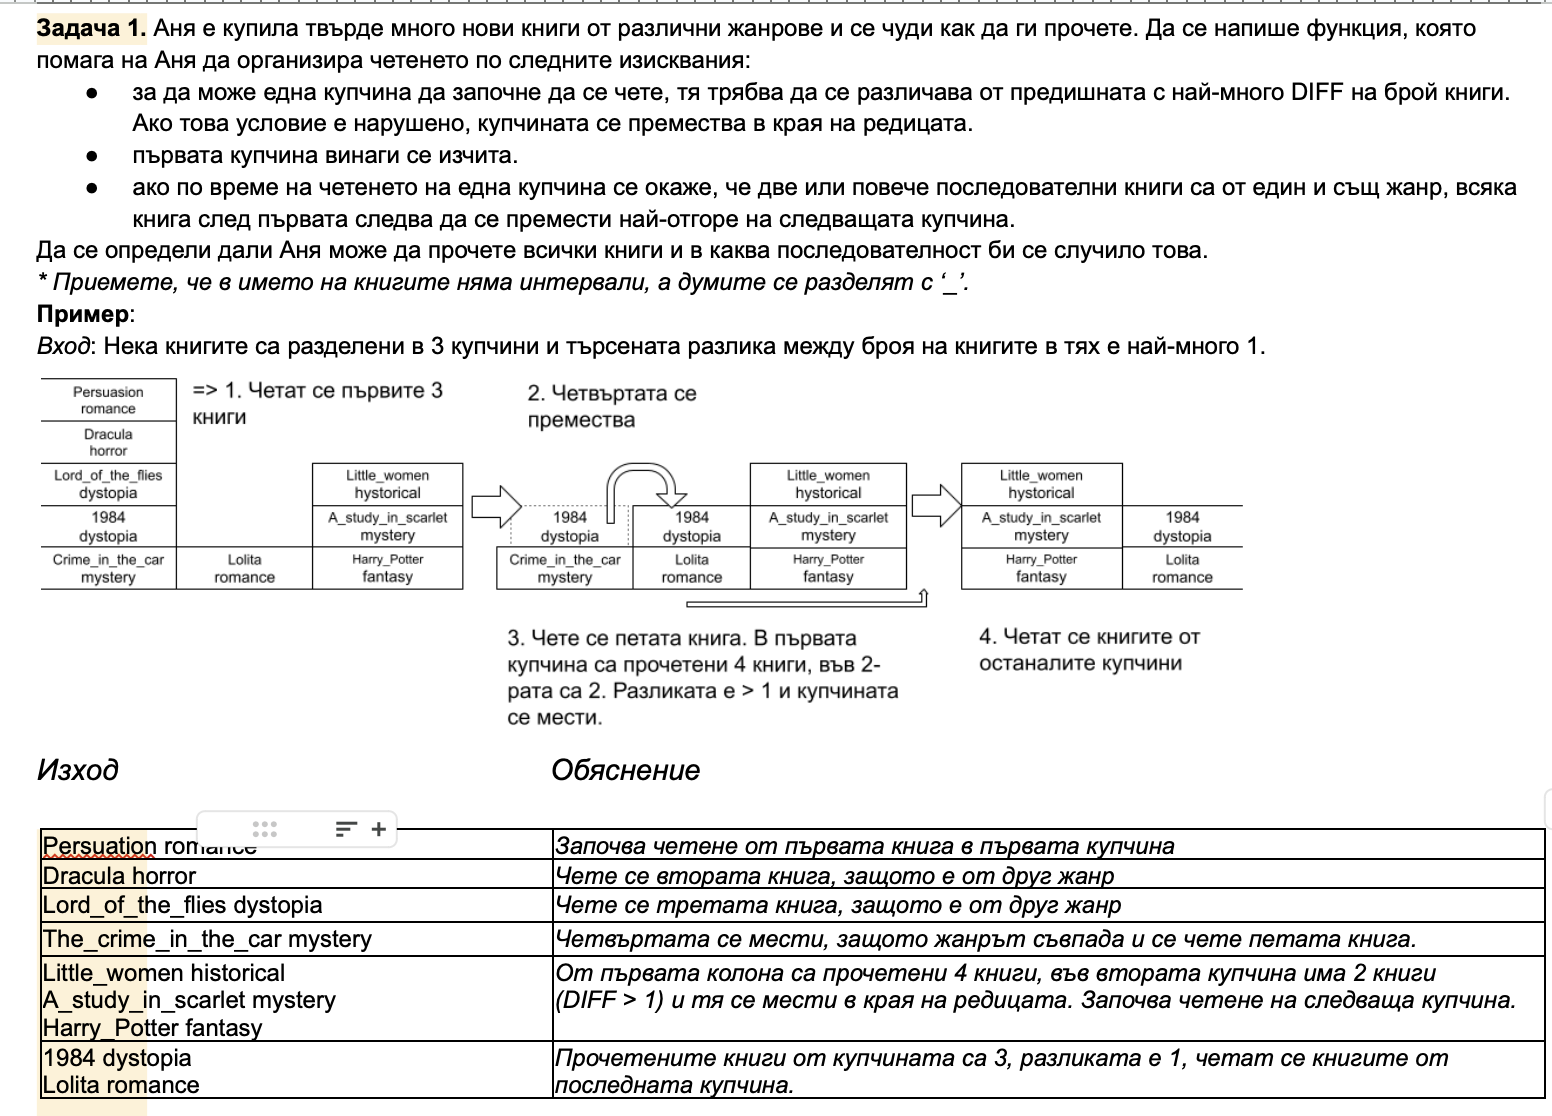 Задача 1. Аня е купила твърде много нови книги от различни жанрове и се чуди как да ги прочете. Да се напише функция, която
помага на Аня да организира четенето по следните изисквания:
● за да може една купчина да започне да се чете, тя трябва да се различава от предишната с най-много DIFF на брой книги.
Ако това условие е нарушено, купчината се премества в края на редицата.
● първата купчина винаги се изчита.
● ако по време на четенето на една купчина се окаже, че две или повече последователни книги са от един и същ жанр, всяка
книга след първата следва да се премести най-отгоре на следващата купчина.
Да се определи дали Аня може да прочете всички книги и в каква последователност би се случило това.
* Приемете, че в името на книгите няма интервали, а думите се разделят с ‘_’.
Пример:
Вход: Нека книгите са разделени в 3 купчини и търсената разлика между броя на книгите в тях е най-много 1.
Persuasion
romance
Dracula
horror
Lord_of_the_flies
dystopia
1984
dystopia
Crime_in_the_car
mystery
=> 1. Четат се първите 3
книги
Lolita
romance
Little_women
hystorical
A_study_in_scarlet
mystery
Harry_Potter
fantasy
2. Четвъртата се
премества
1984
dystopia
Crime_in_the_car
mystery
1984
dystopia
Lolita
romance
Little_women
hystorical
A_study_in_scarlet
mystery
Harry_Potter
fantasy
3. Чете се петата книга. В първата
купчина са прочетени 4 книги, във 2-
рата са 2. Разликата е > 1 и купчината
се мести.
Little_women
hystorical
A_study_in_scarlet
mystery
Harry_Potter
fantasy
1984
dystopia
Lolita
romance
4. Четат се книгите от
останалите купчини
Изход
Обяснение
Persuation romance
Започва четене от първата книга в първата купчина
Dracula horror
Чете се втората книга, защото е от друг жанр
Lord_of_the_flies dystopia
Чете се третата книга, защото е от друг жанр
The_crime_in_the_car mystery
Четвъртата се мести, защото жанрът съвпада и се чете петата книга.
Little_women historical
A_study_in_scarlet mystery
Harry_Potter fantasy
От първата колона са прочетени 4 книги, във втората купчина има 2 книги
(DIFF > 1) и тя се мести в края на редицата. Започва четене на следваща купчина.
1984 dystopia
Lolita romance
Прочетените книги от купчината са 3, разликата е 1, четат се книгите от
последната купчина.